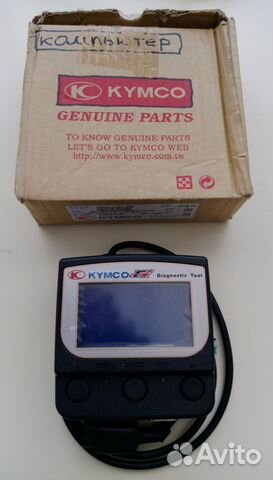 компьютер
KYMCO
GENUINE PARTS
TO KNOW GENUINE PARTS
LET'S GO TO KYMCO WEB
http://www.kymco.com.tw
KYMCO Diagnostic Tool
Avito